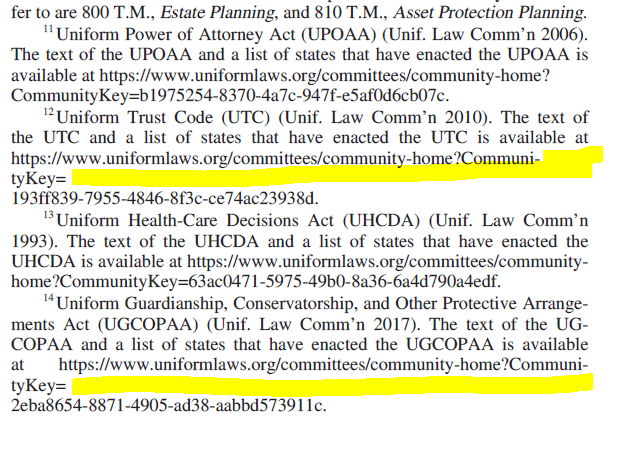 fer to are 800 T.M., Estate Planning, and 810 T.M., Asset Protection Planning.
11 Uniform Power of Attorney Act (UPOAA) (Unif. Law Comm’n 2006).
The text of the UPOAA and a list of states that have enacted the UPOAA is
available at https://www.uniformlaws.org/committees/community-home?
CommunityKey=b1975254-8370-4a7c-947f-e5af0d6cb07c.
12 Uniform Trust Code (UTC) (Unif. Law Comm’n 2010). The text of
the UTC and a list of states that have enacted the UTC is available at
https://www.uniformlaws.org/committees/community-home?Communi-
tyKey=
193ff839-7955-4846-8f3c-ce74ac23938d.
13 Uniform Health-Care Decisions Act (UHCDA) (Unif. Law Comm’n
1993). The text of the UHCDA and a list of states that have enacted the
UHCDA is available at https://www.uniformlaws.org/committees/community-
home?CommunityKey=63ac0471-5975-49b0-8a36-6a4d790a4edf.
14 Uniform Guardianship, Conservatorship, and Other Protective Arrange-
ments Act (UGCOPAA) (Unif. Law Comm’n 2017). The text of the UG-
COPAA and a list of states that have enacted the UGCOPAA is available
at https://www.uniformlaws.org/committees/community-home?Communi-
tyKey=
2eba8654-8871-4905-ad38-aabbd573911c.